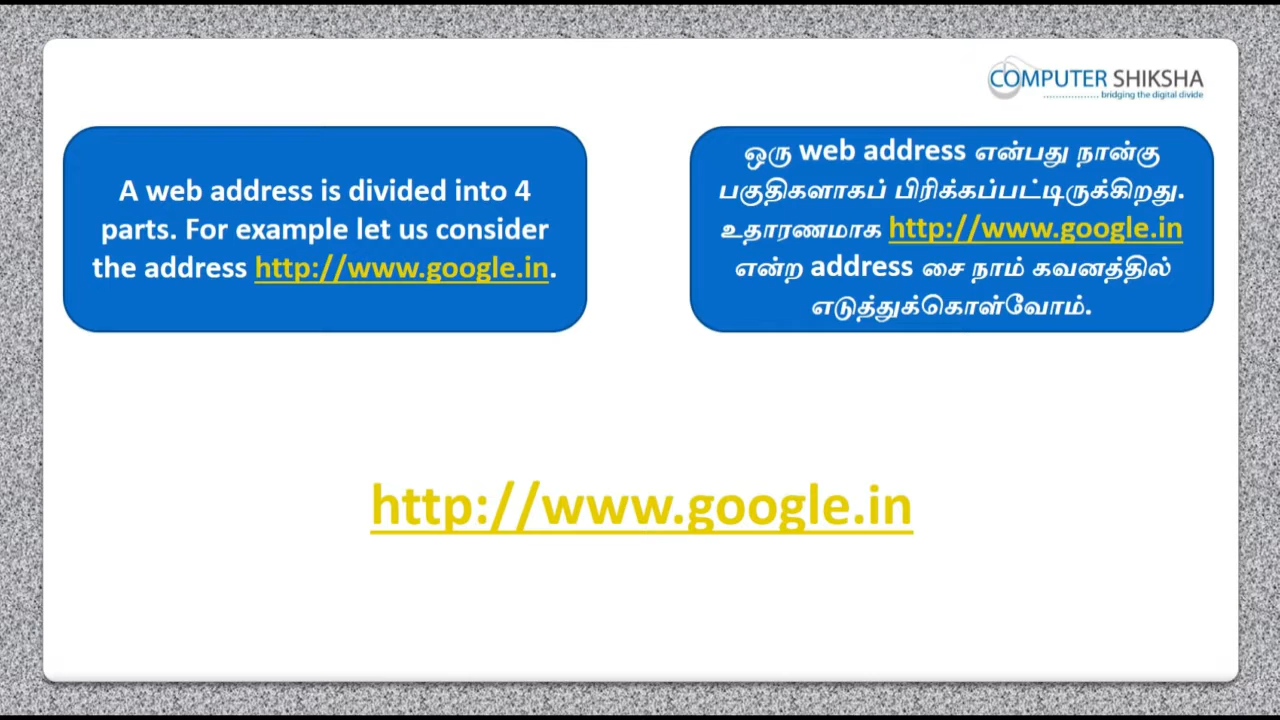 COMPUTER SHIKSHA
bridging the digital divide
A web address is divided into 4
parts. For example let us consider
the address http://www.google.in.
ஒரு web address என்பது நான்கு
பகுதிகளாகப் பிரிக்கப்பட்டிருக்கிறது.
உதாரணமாக http://www.google.in
என்ற address சை நாம் கவனத்தில்
எடுத்துக்கொள்வோம்.
http://www.google.in